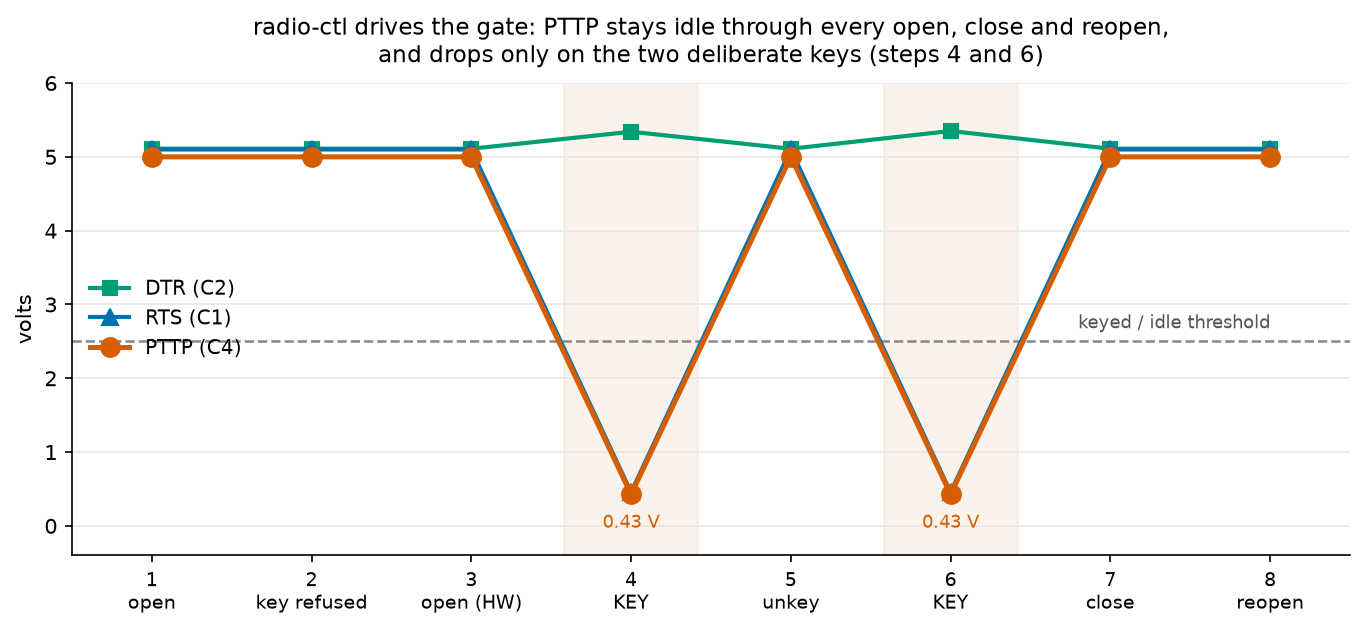 radio-ctl drives the gate: PTTP stays idle through every open, close and reopen,
and drops only on the two deliberate keys (steps 4 and 6)
6
5
4
3
2
1
0
volts
DTR (C2)
RTS (C1)
PTTP (C4)
keyed / idle threshold
0.43 V
0.43 V
1
open
2
key refused
3
open (HW)
4
KEY
5
unkey
6
KEY
7
close
8
reopen